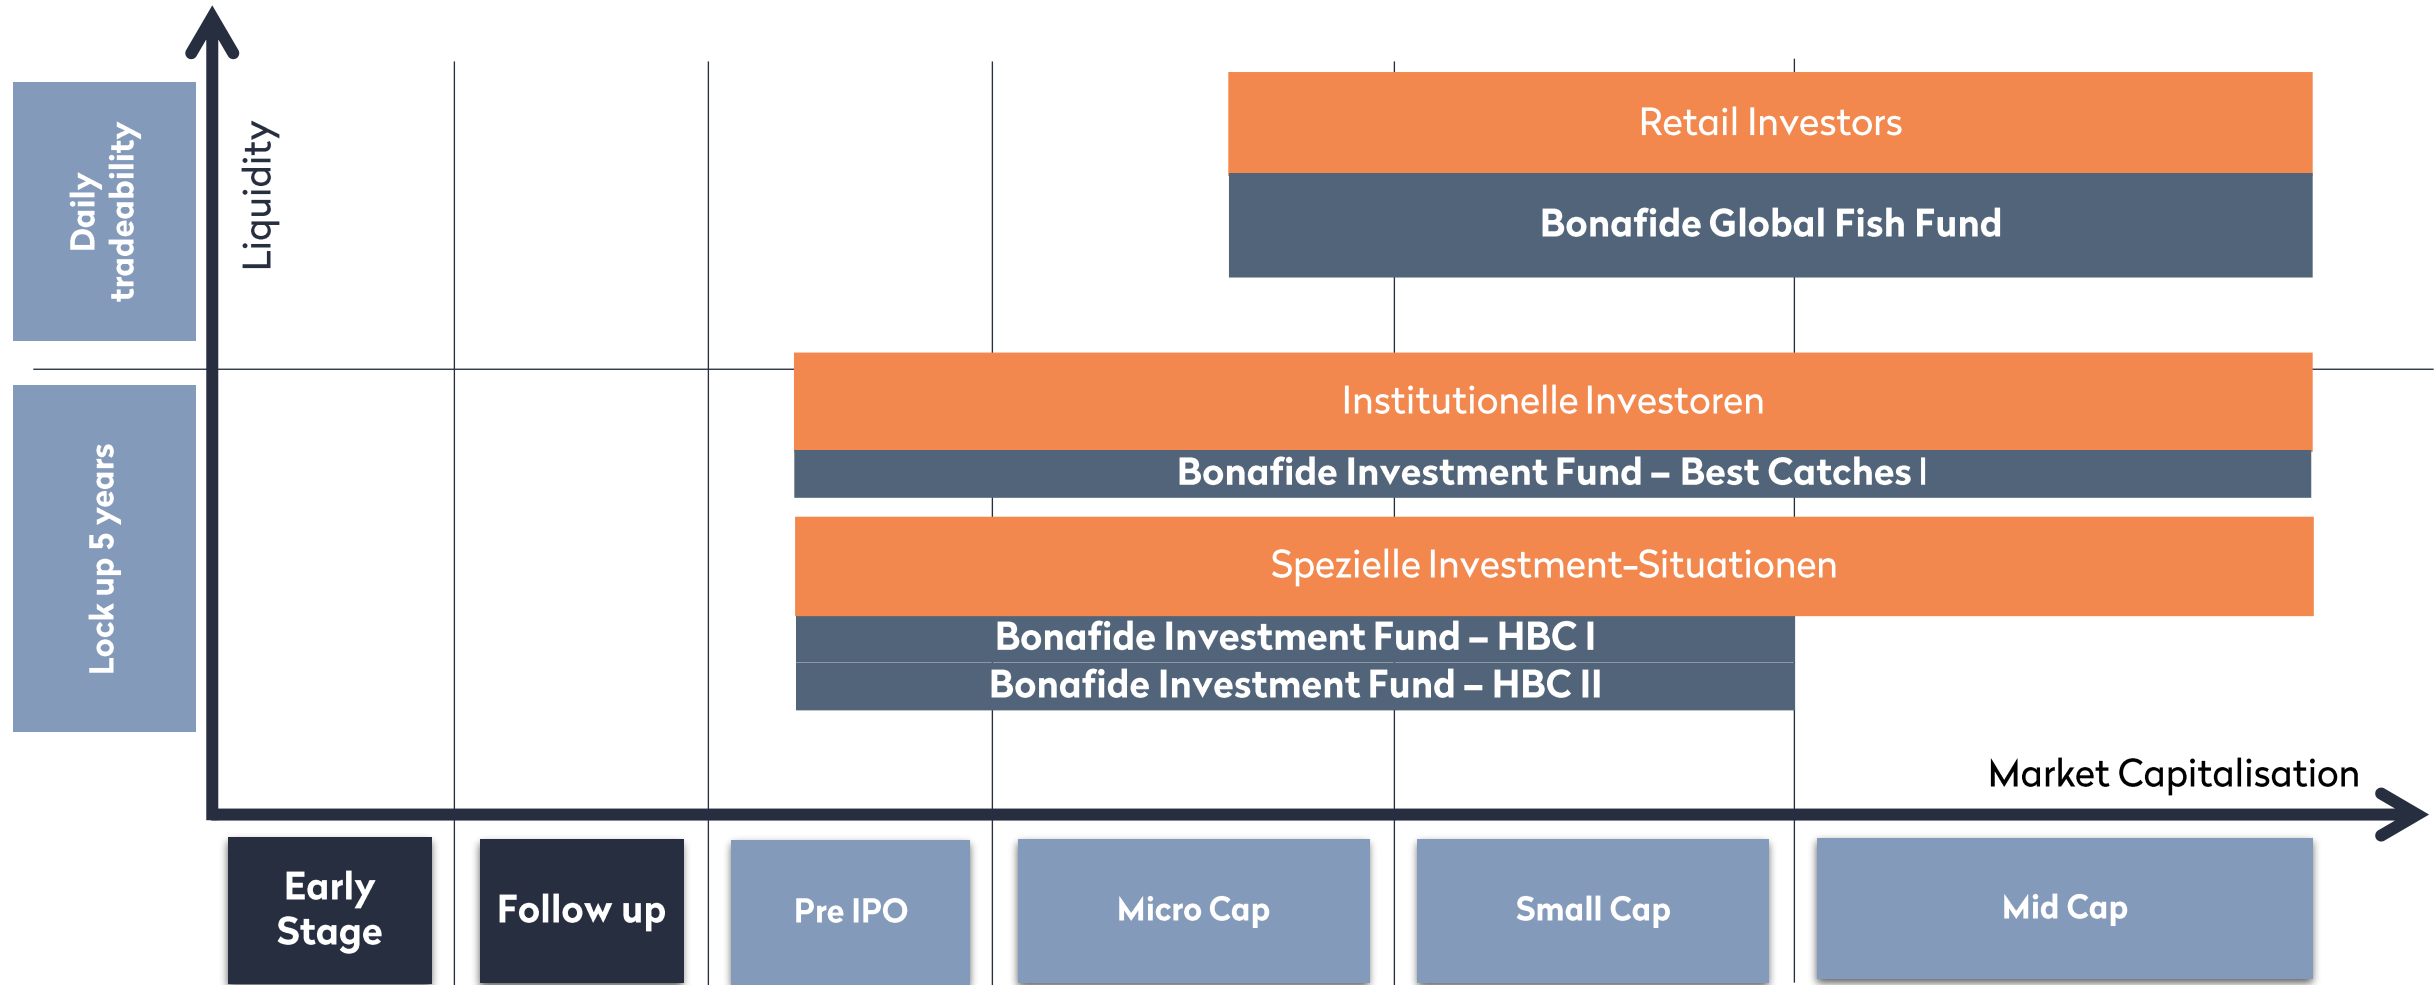 Daily
tradeability
Liquidity
Retail Investors
Bonafide Global Fish Fund
Lock up 5 years
Institutionelle Investoren
Bonafide Investment Fund – Best Catches I
Spezielle Investment-Situationen
Bonafide Investment Fund – HBC I
Bonafide Investment Fund – HBC II
Market Capitalisation
Early
Stage
Follow up
Pre IPO
Micro Cap
Small Cap
Mid Cap